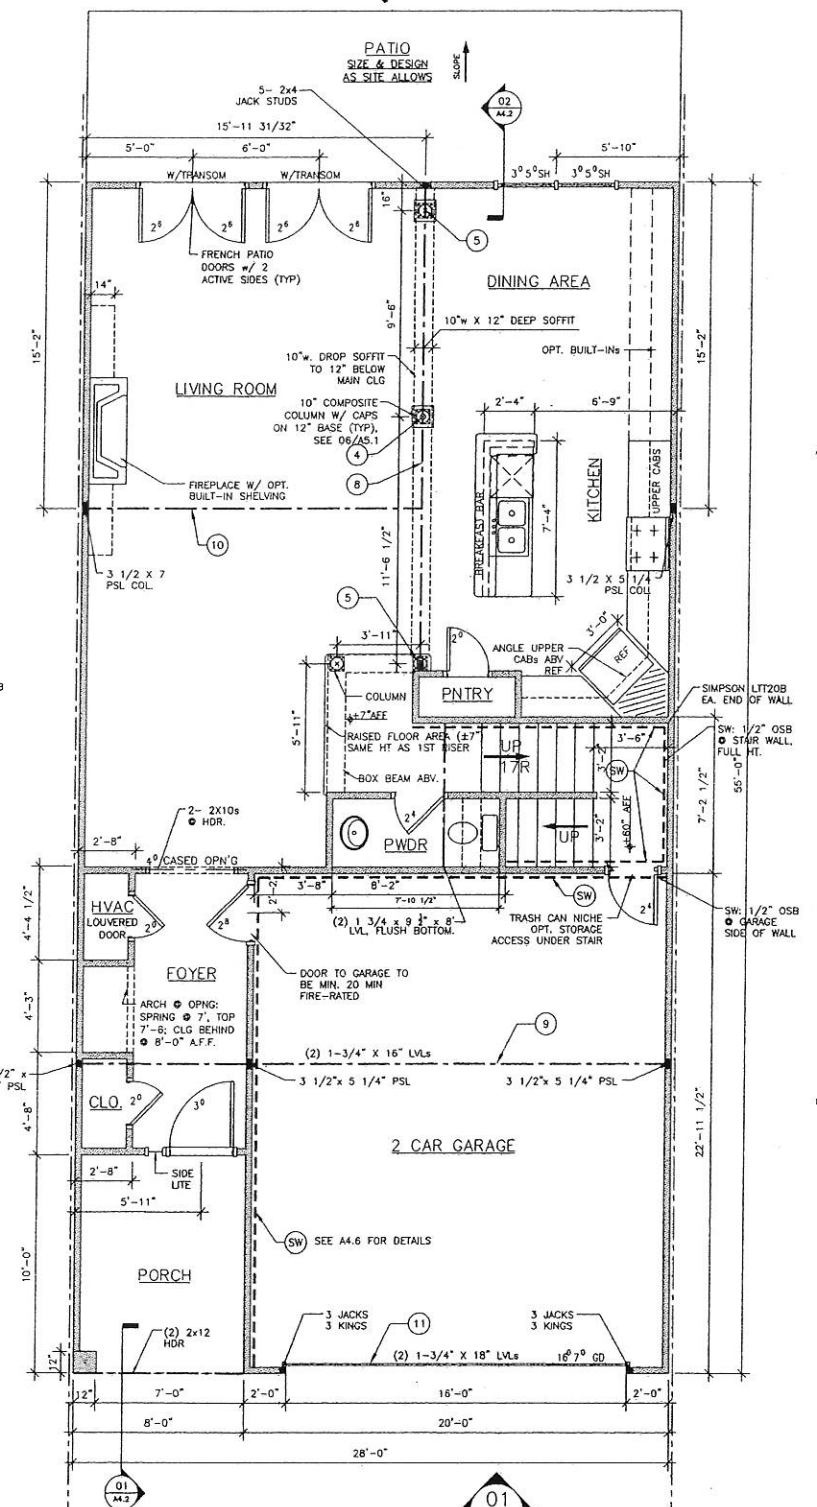 PATIO
SIZE & DESIGN
AS SITE ALLOWS
SLOPE
5- 2x4
JACK STUDS
02
A4.2
15'-11 31/32"
5'-0"
6'-0"
5'-10"
W/TRANSOM
W/TRANSOM
3⁰5⁰SH
3⁰5⁰SH
16"
2⁶
2⁶
2⁶
2⁶
5
FRENCH PATIO
DOORS w/ 2
ACTIVE SIDES (TYP)
DINING AREA
14"
9'-6"
10"w X 12" DEEP SOFFIT
15'-2"
15'-2"
10"w. DROP SOFFIT
TO 12" BELOW
MAIN CLG
OPT. BUILT-INs
LIVING ROOM
10" COMPOSITE
COLUMN W/ CAPS
ON 12" BASE (TYP),
SEE 06/A5.1
2'-4"
6'-9"
4
8
FIREPLACE W/ OPT.
BUILT-IN SHELVING
BREAKFAST BAR
7'-4"
KITCHEN
UPPER CABS
10
11'-6 1/2"
3 1/2 X 7
PSL COL.
3 1/2 X 5 1/4
PSL COL
5
3'-11"
2⁰
3'-0"
ANGLE UPPER
CABs ABV
REF
REF
COLUMN
PNTRY
+7"AFF
SIMPSON LTT20B
EA. END OF WALL
5'-11"
RAISED FLOOR AREA (±7"
SAME HT AS 1ST RISER
UP
17R
3'-6"
SW: 1/2" OSB
@ STAIR WALL,
FULL HT.
BOX BEAM ABV.
3'-2"
SW
7'-2 1/2"
55'-0"
2- 2X10s
@ HDR.
2⁴
PWDR
UP
3'-2"
+60" AFF
2'-8"
4⁰ CASED OPN'G
3'-8"
8'-2"
7'-10 1/2"
2'-2
SW
HVAC
LOUVERED
DOOR
2⁰
2⁸
(2) 1 3/4 x 9 ½" x 8'-
LVL, FLUSH BOTTOM.
TRASH CAN NICHE
OPT. STORAGE
ACCESS UNDER STAIR
2⁴
SW: 1/2" OSB
@ GARAGE
SIDE OF WALL
4'-4 1/2"
FOYER
DOOR TO GARAGE TO
BE MIN. 20 MIN
FIRE-RATED
4'-3"
ARCH @ OPNG:
SPRING @ 7', TOP
7'-6; CLG BEHIND
@ 8'-0" A.F.F.
9
(2) 1-3/4" X 16" LVLs
/2" x
PSL
3 1/2"x 5 1/4" PSL
3 1/2"x 5 1/4" PSL
CLO.
2⁰
3⁰
4'-8"
22'-11 1/2"
2 CAR GARAGE
2'-8"
SIDE
LITE
5'-11"
SW
SEE A4.6 FOR DETAILS
10'-0"
PORCH
(2) 2x12
HDR
3 JACKS
3 KINGS
11
3 JACKS
3 KINGS
(2) 1-3/4" X 18" LVLs
16⁰7⁰ GD
12"
12"
7'-0"
2'-0"
16'-0"
2'-0"
8'-0"
20'-0"
28'-0"
01
A4.2
01